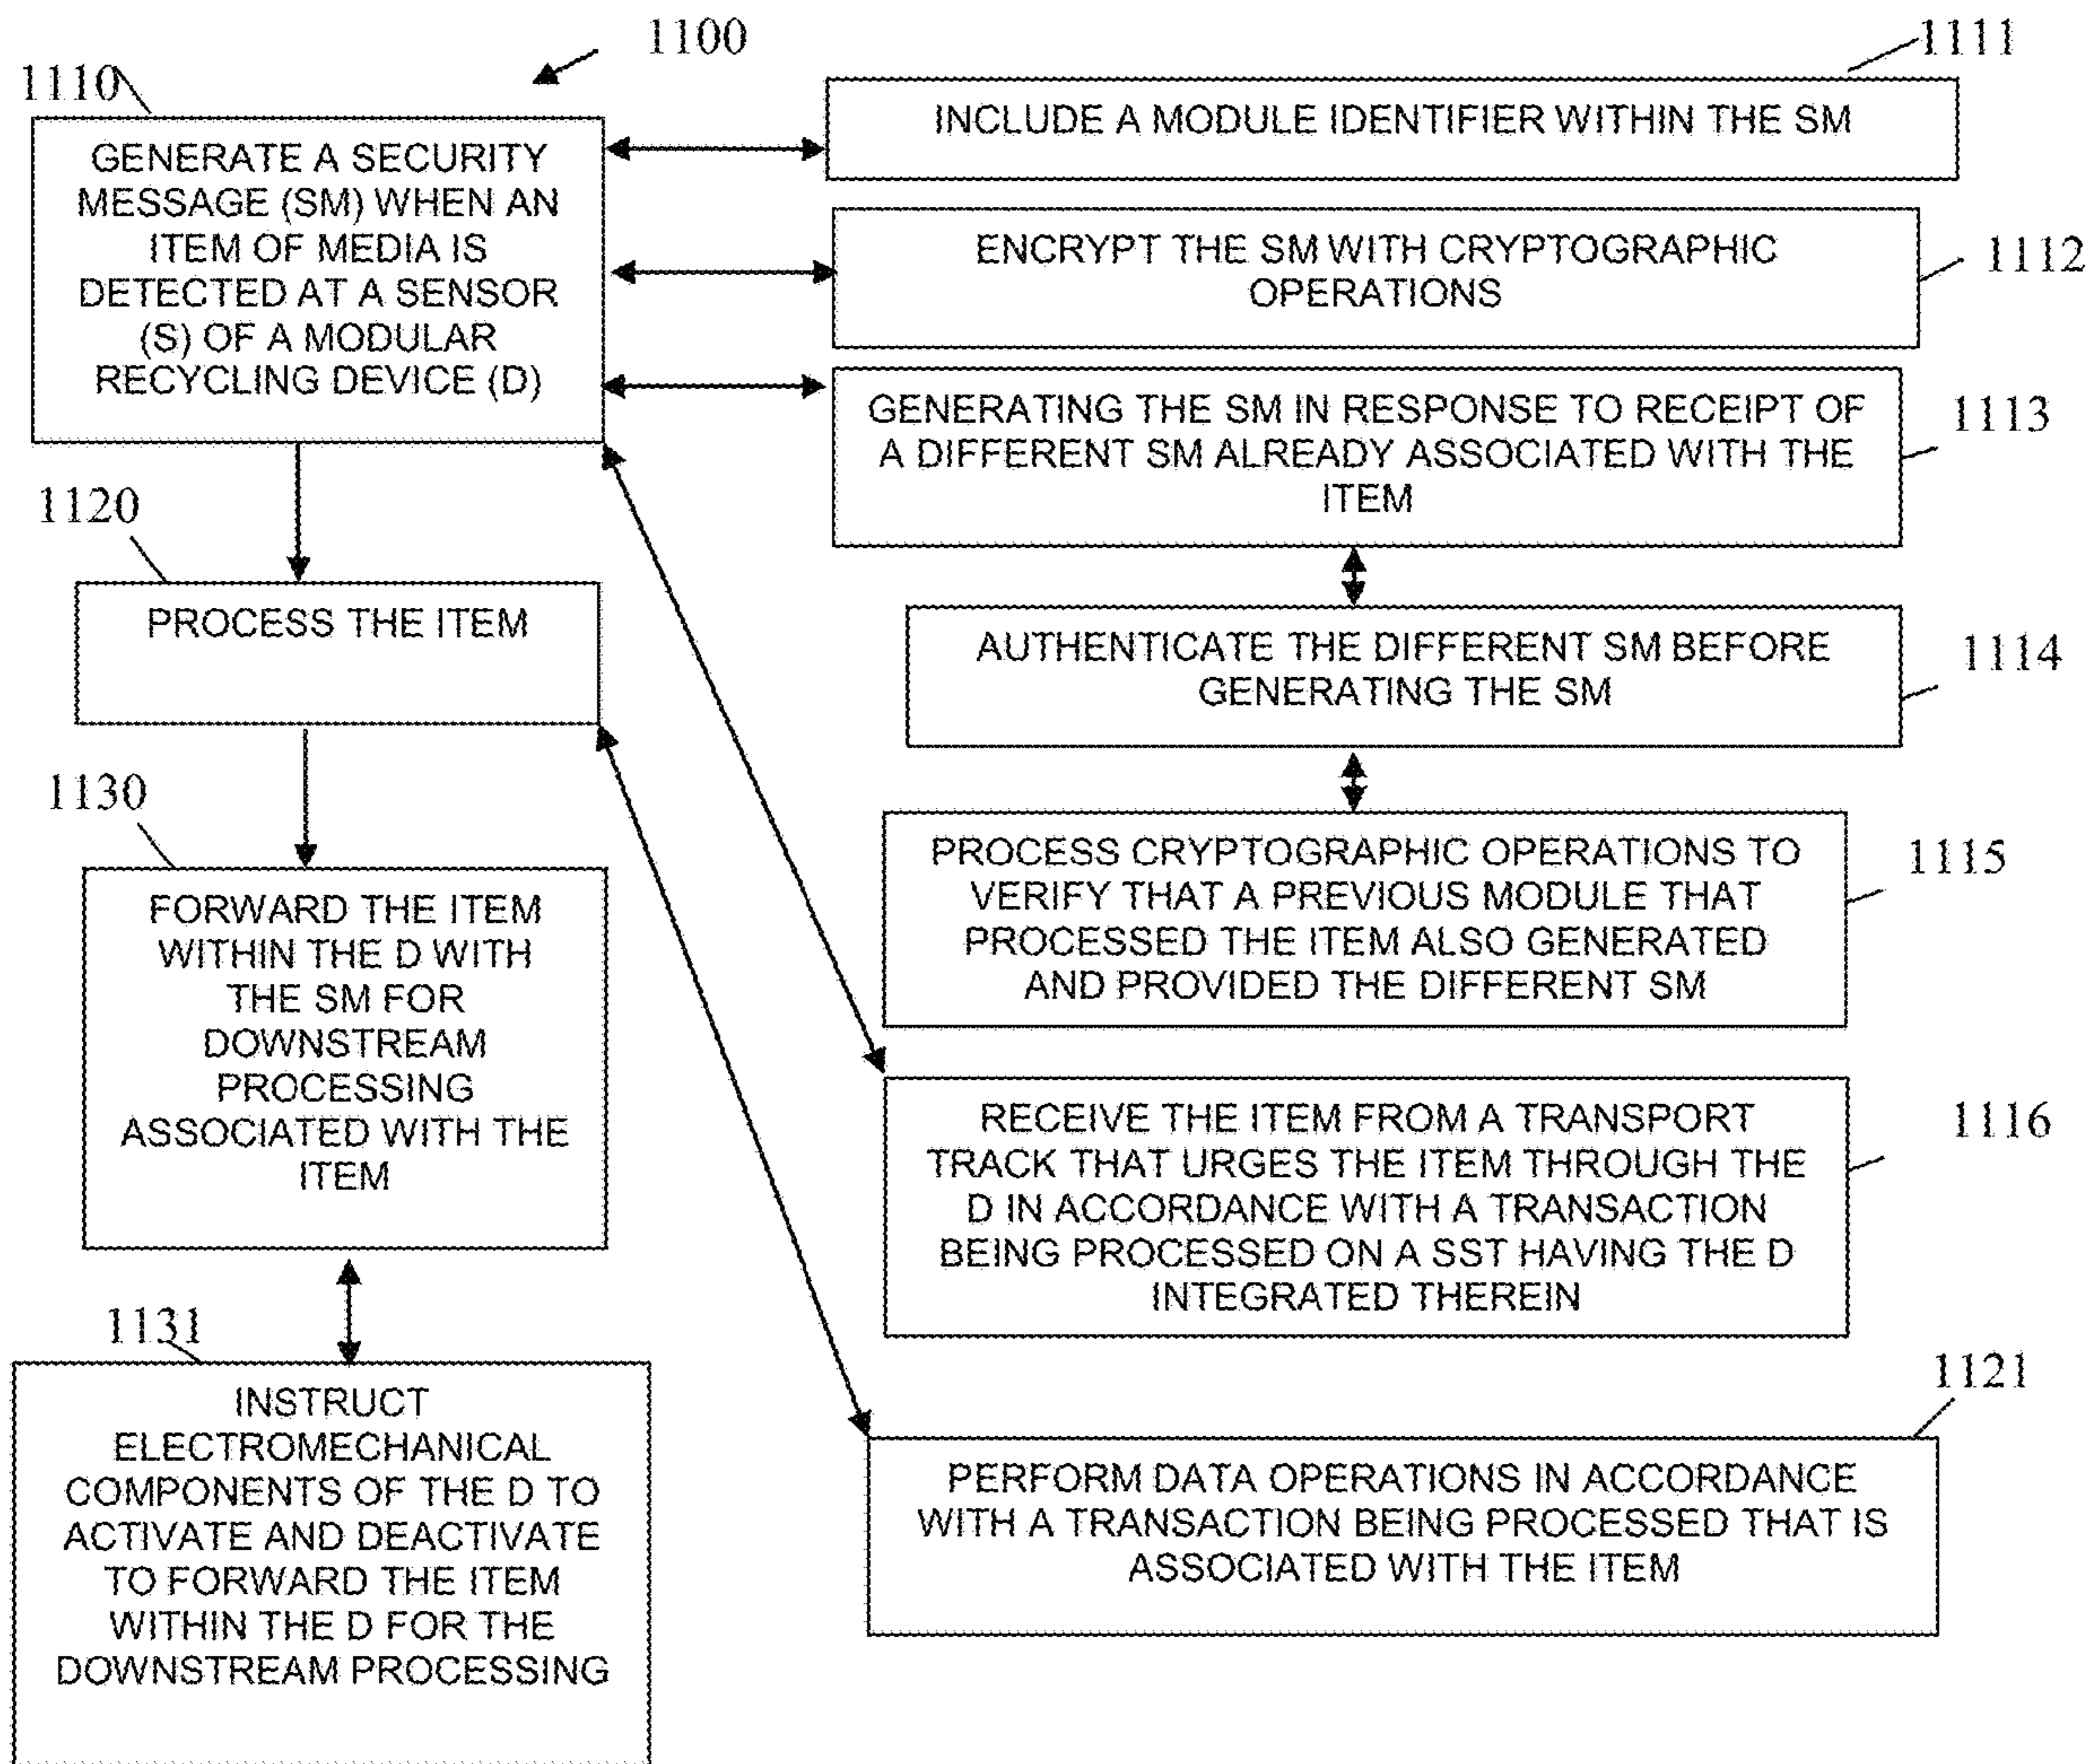 1100
1110
GENERATE A SECURITY
MESSAGE (SM) WHEN AN
ITEM OF MEDIA IS
DETECTED AT A SENSOR
(S) OF A MODULAR
RECYCLING DEVICE (D)
1111
INCLUDE A MODULE IDENTIFIER WITHIN THE SM
1112
ENCRYPT THE SM WITH CRYPTOGRAPHIC
OPERATIONS
1113
GENERATING THE SM IN RESPONSE TO RECEIPT OF
A DIFFERENT SM ALREADY ASSOCIATED WITH THE
ITEM
1114
AUTHENTICATE THE DIFFERENT SM BEFORE
GENERATING THE SM
1115
PROCESS CRYPTOGRAPHIC OPERATIONS TO
VERIFY THAT A PREVIOUS MODULE THAT
PROCESSED THE ITEM ALSO GENERATED
AND PROVIDED THE DIFFERENT SM
1116
RECEIVE THE ITEM FROM A TRANSPORT
TRACK THAT URGES THE ITEM THROUGH THE
D IN ACCORDANCE WITH A TRANSACTION
BEING PROCESSED ON A SST HAVING THE D
INTEGRATED THEREIN
1120
PROCESS THE ITEM
1121
PERFORM DATA OPERATIONS IN ACCORDANCE
WITH A TRANSACTION BEING PROCESSED THAT IS
ASSOCIATED WITH THE ITEM
1130
FORWARD THE ITEM
WITHIN THE D WITH
THE SM FOR
DOWNSTREAM
PROCESSING
ASSOCIATED WITH THE
ITEM
1131
INSTRUCT
ELECTROMECHANICAL
COMPONENTS OF THE D TO
ACTIVATE AND DEACTIVATE
TO FORWARD THE ITEM
WITHIN THE D FOR THE
DOWNSTREAM PROCESSING